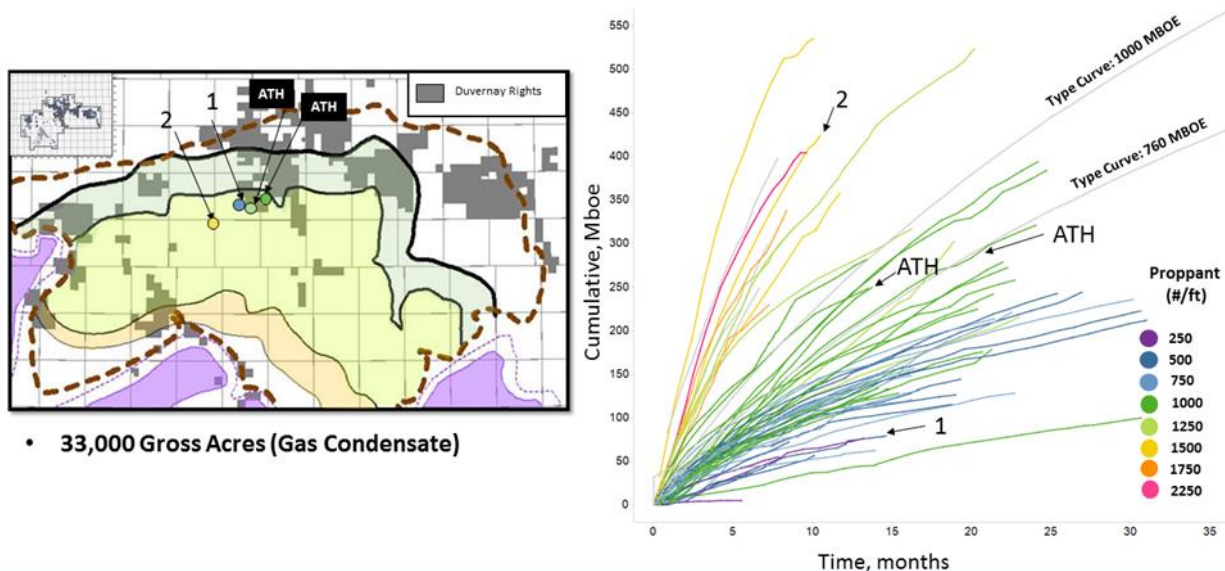 Duvernay Rights
ATH
1
ATH
2
• 33,000 Gross Acres (Gas Condensate)
Cumulative, Mboe
550
500
450
400
350
300
250
200
150
100
50
0
0
5
10
15
20
25
30
35
Time, months
2
Type Curve: 1000 MBOE
Type Curve: 760 MBOE
ATH
ATH
1
Proppant
(#/ft)
250
500
750
1000
1250
1500
1750
2250